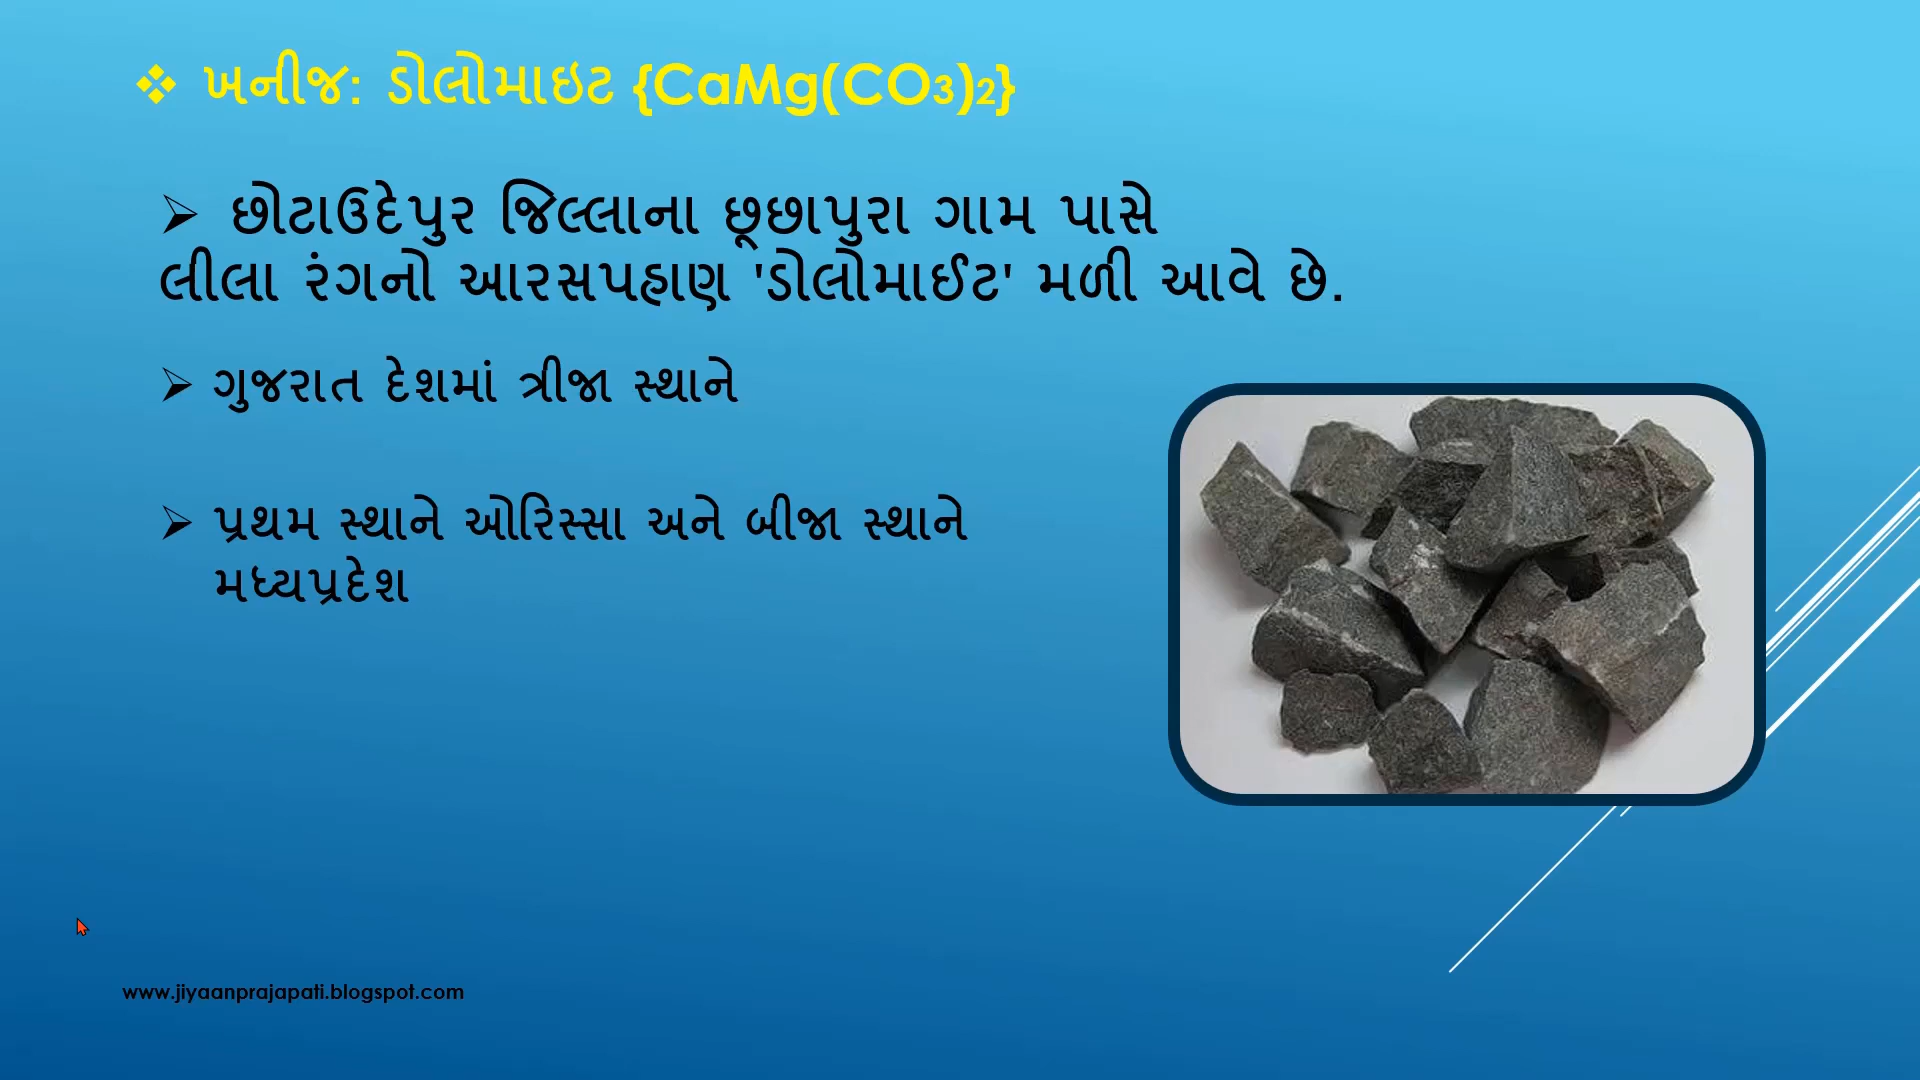 ❖ ખનીજ: ડોલોમાઇટ {CaMg(CO3)2}
➢ છોટાઉદેપુર જિલ્લાના છૂછાપુરા ગામ પાસે
લીલા રંગનો આરસપહાણ 'ડોલોમાઈટ' મળી આવે છે.
➢ ગુજરાત દેશમાં ત્રીજા સ્થાને
➢ પ્રથમ સ્થાને ઓરિસ્સા અને બીજા સ્થાને
મધ્યપ્રદેશ
www.jiyaanprajapati.blogspot.com